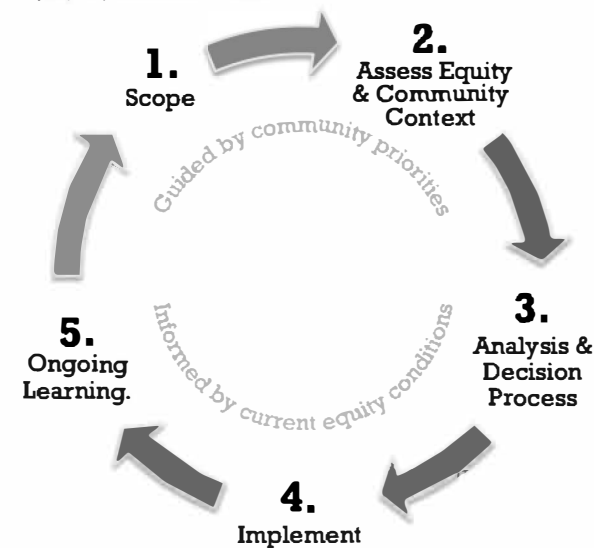 1.
Scope
2.
Assess Equity
& Community
Context
Guided by community priorities
3.
Analysis &
Decision
Process
4.
Implement
5.
Ongoing
Learning.
Informed by current equity conditions